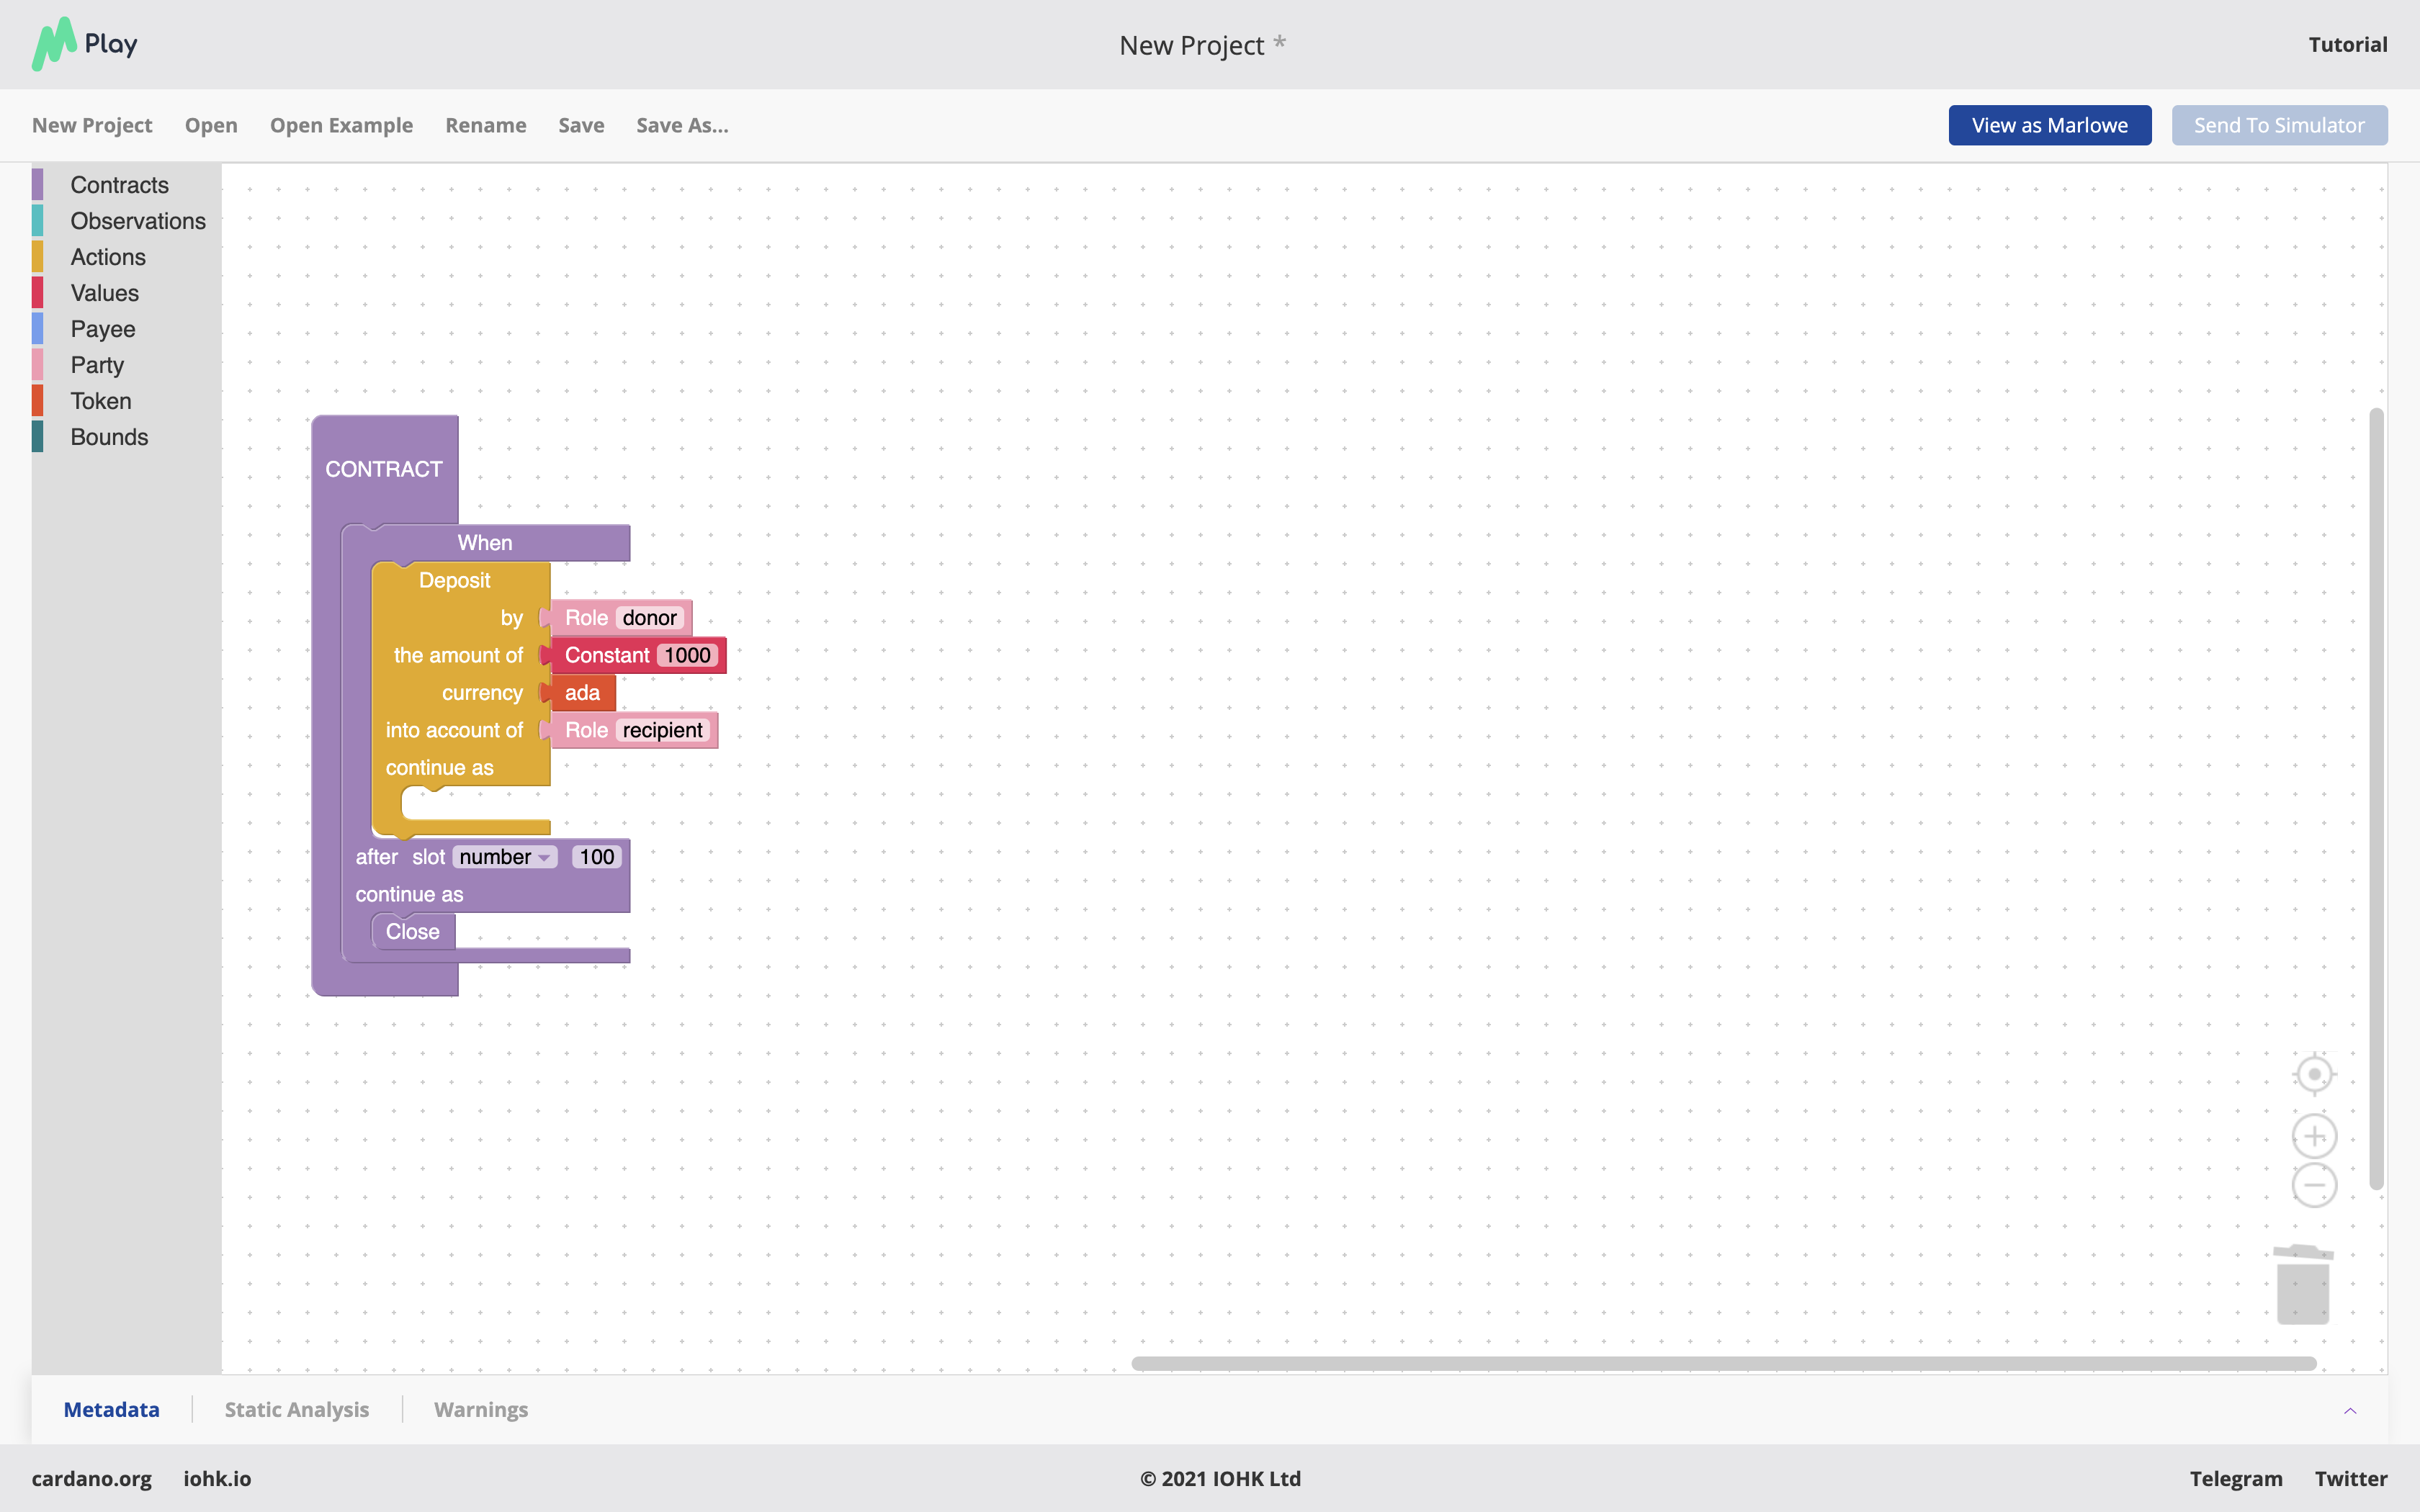 Play
New Project *
Tutorial
New Project Open Open Example Rename Save Save As...
View as Marlowe Send To Simulator
Contracts
Observations
Actions
Values
Payee
Party
Token
Bounds
CONTRACT
When
Deposit
by Role donor
the amount of Constant 1000
currency ada
into account of Role recipient
continue as
after slot number 100
continue as
Close
Metadata Static Analysis Warnings
cardano.org iohk.io
© 2021 IOHK Ltd
Telegram Twitter